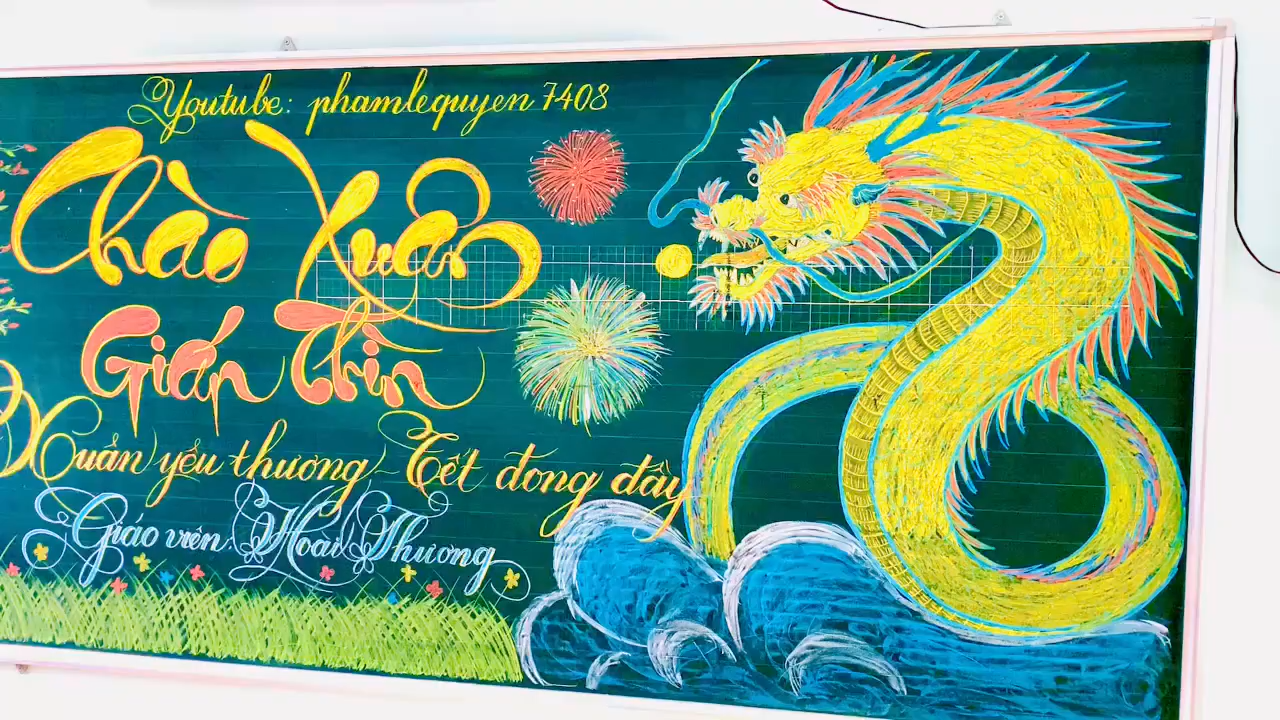 Youtube: phamlequyen 7408
Chào Xuân
Giáp Thìn
Xuân yêu thương - Tết đong đầy
Giáo viên: Hoài Thương